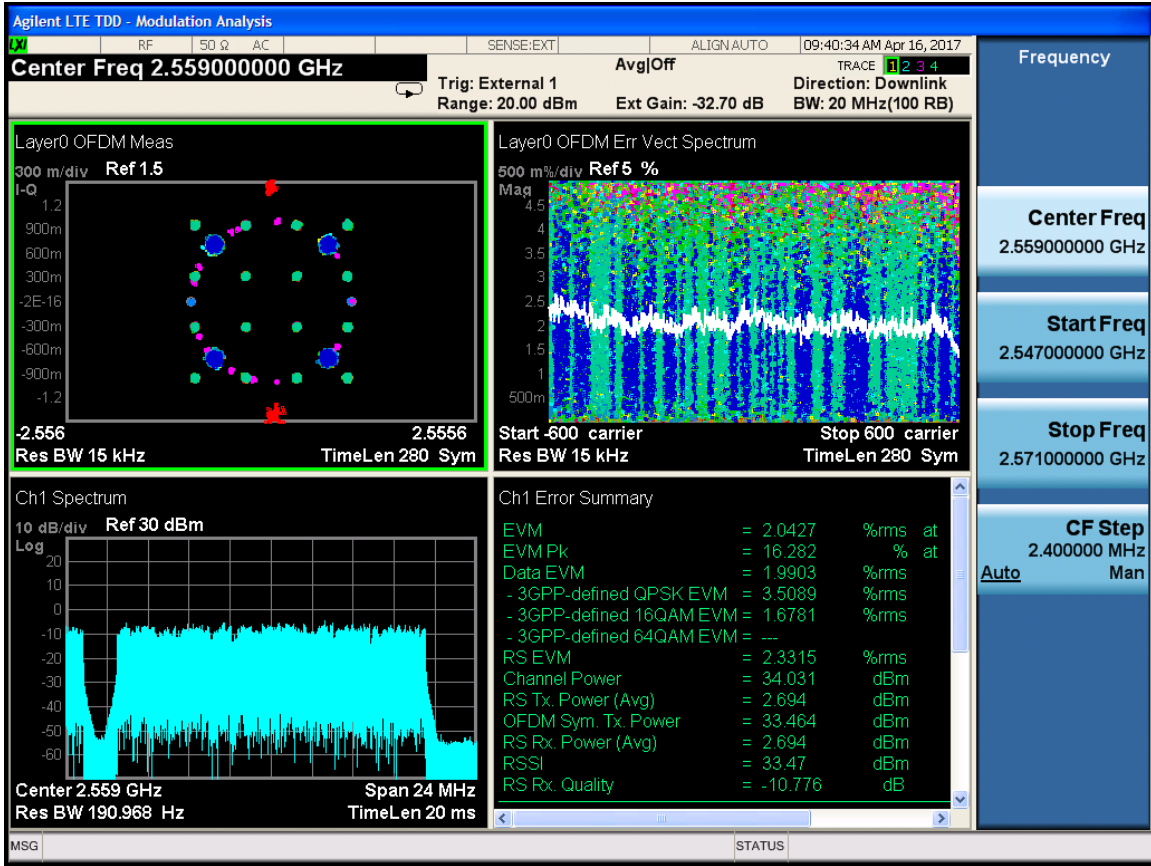 Agilent LTE TDD - Modulation Analysis
LXI RF 50 Ω AC SENSE:EXT ALIGN AUTO 09:40:34 AM Apr 16, 2017
Center Freq 2.559000000 GHz
Avg|Off
TRACE 1 2 3 4
Trig: External 1
Direction: Downlink
Range: 20.00 dBm Ext Gain: -32.70 dB BW: 20 MHz(100 RB)
Layer0 OFDM Meas
300 m/div Ref 1.5
I-Q
1.2
900m
600m
300m
-2E-16
-300m
-600m
-900m
-1.2
-2.556 2.5556
Res BW 15 kHz TimeLen 280 Sym
Layer0 OFDM Err Vect Spectrum
500 m%/div Ref 5 %
Mag
4.5
4
3.5
3
2.5
2
1.5
1
500m
Start -600 carrier Stop 600 carrier
Res BW 15 kHz TimeLen 280 Sym
Ch1 Spectrum
10 dB/div Ref 30 dBm
Log
20
10
0
-10
-20
-30
-40
-50
-60
Center 2.559 GHz Span 24 MHz
Res BW 190.968 Hz TimeLen 20 ms
Ch1 Error Summary
EVM = 2.0427 %rms at
EVM Pk = 16.282 % at
Data EVM = 1.9903 %rms
- 3GPP-defined QPSK EVM = 3.5089 %rms
- 3GPP-defined 16QAM EVM = 1.6781 %rms
- 3GPP-defined 64QAM EVM = ---
RS EVM = 2.3315 %rms
Channel Power = 34.031 dBm
RS Tx. Power (Avg) = 2.694 dBm
OFDM Sym. Tx. Power = 33.464 dBm
RS Rx. Power (Avg) = 2.694 dBm
RSSI = 33.47 dBm
RS Rx. Quality = -10.776 dB
Frequency
Center Freq
2.559000000 GHz
Start Freq
2.547000000 GHz
Stop Freq
2.571000000 GHz
CF Step
2.400000 MHz
Auto Man
MSG STATUS